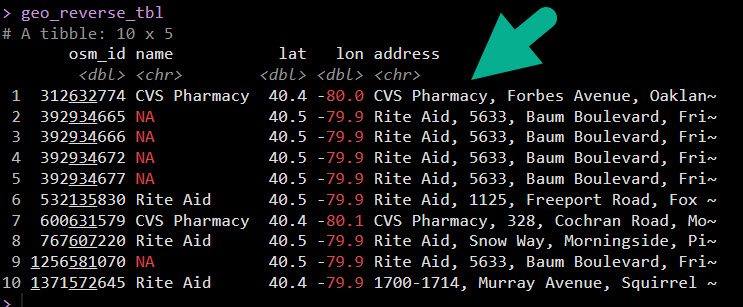 > geo_reverse_tbl
# A tibble: 10 x 5
osm_id name lat lon address
<dbl> <chr> <dbl> <dbl> <chr>
1 312632774 CVS Pharmacy 40.4 -80.0 CVS Pharmacy, Forbes Avenue, Oaklan~
2 392934665 NA 40.5 -79.9 Rite Aid, 5633, Baum Boulevard, Fri~
3 392934666 NA 40.5 -79.9 Rite Aid, 5633, Baum Boulevard, Fri~
4 392934672 NA 40.5 -79.9 Rite Aid, 5633, Baum Boulevard, Fri~
5 392934677 NA 40.5 -79.9 Rite Aid, 5633, Baum Boulevard, Fri~
6 532135830 Rite Aid 40.5 -79.9 Rite Aid, 1125, Freeport Road, Fox ~
7 600631579 CVS Pharmacy 40.4 -80.1 CVS Pharmacy, 328, Cochran Road, Mo~
8 767607220 Rite Aid 40.5 -79.9 Rite Aid, Snow Way, Morningside, Pi~
9 1256581070 NA 40.5 -79.9 Rite Aid, 5633, Baum Boulevard, Fri~
10 1371572645 Rite Aid 40.4 -79.9 1700-1714, Murray Avenue, Squirrel ~
>